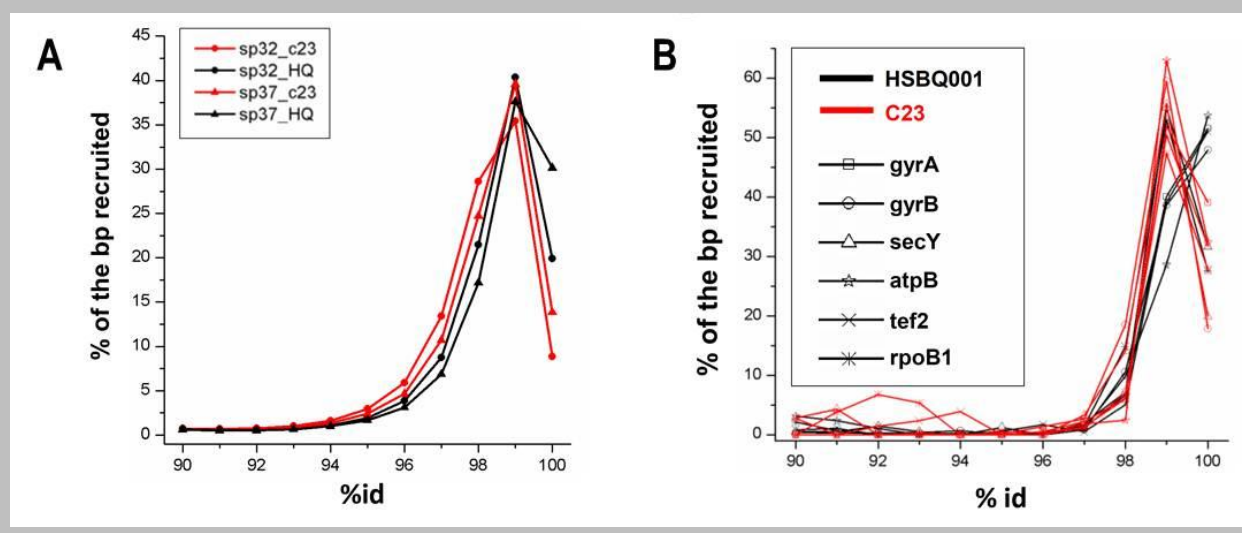 A
% of the bp recruited
45
40
35
30
25
20
15
10
5
0
sp32_c23
sp32_HQ
sp37_c23
sp37_HQ
90 92 94 96 98 100
%id
B
% of the bp recruited
60
50
40
30
20
10
0
HSBQ001
C23
gyrA
gyrB
secY
atpB
tef2
rpoB1
90 92 94 96 98 100
% id